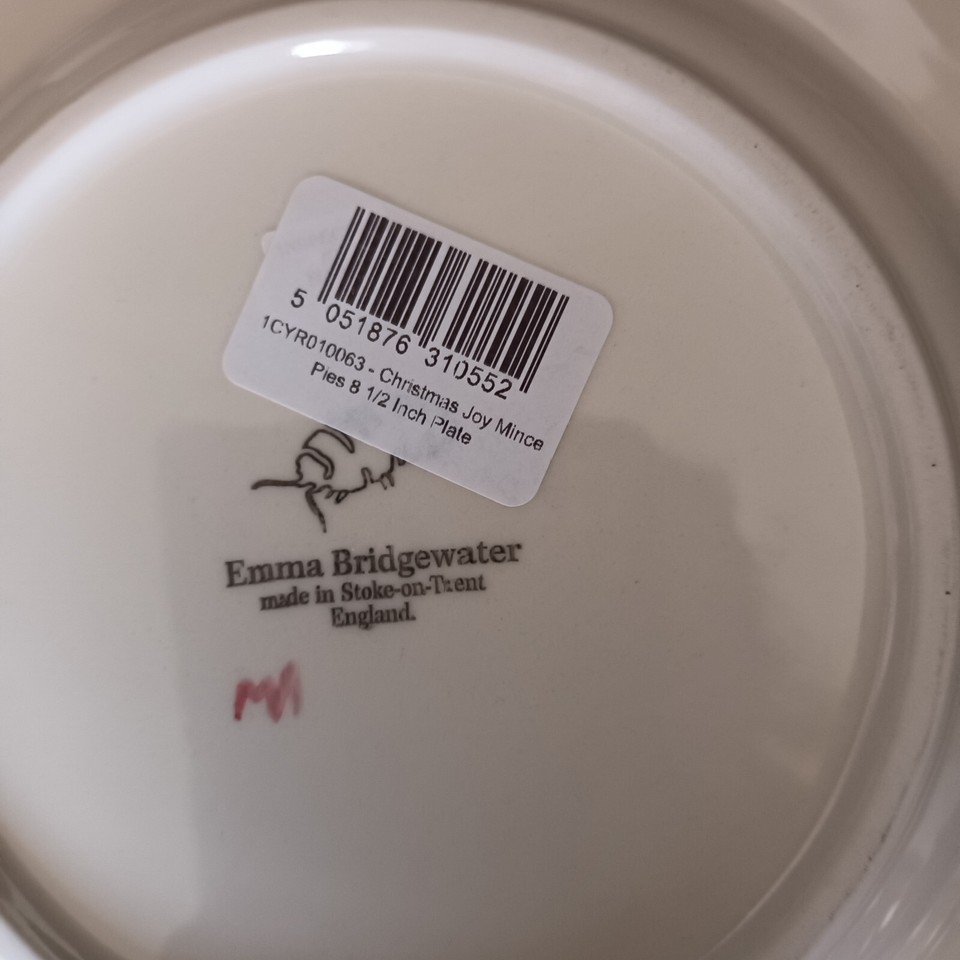 5 051876 310552
1CYR010063 - Christmas Joy Mince
Pies 8 1/2 Inch Plate
Emma Bridgewater
made in Stoke-on-Trent
England.